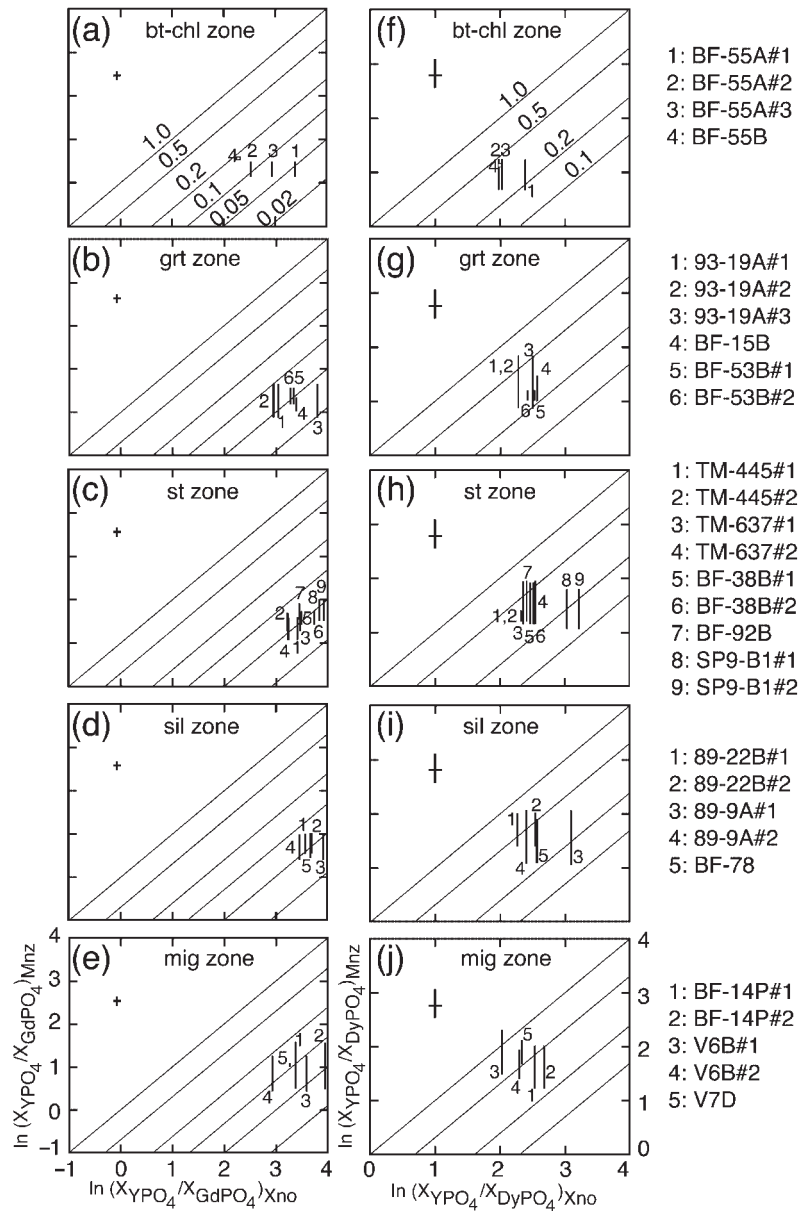 (a) bt-chl zone
1.0
0.5
0.2
0.1
0.05
0.02
4 2 3 1
(f) bt-chl zone
1.0
0.5
0.2
0.1
23
4
1
1: BF-55A#1
2: BF-55A#2
3: BF-55A#3
4: BF-55B
(b) grt zone
65
2
1
4
3
(g) grt zone
3
1,2 4
6 5
1: 93-19A#1
2: 93-19A#2
3: 93-19A#3
4: BF-15B
5: BF-53B#1
6: BF-53B#2
(c) st zone
9
7
8
2 5
3 6
4 1
(h) st zone
7 8 9
1,2 4
3 56
1: TM-445#1
2: TM-445#2
3: TM-637#1
4: TM-637#2
5: BF-38B#1
6: BF-38B#2
7: BF-92B
8: SP9-B1#1
9: SP9-B1#2
(d) sil zone
1 2
4
5 3
(i) sil zone
2
1
4 5 3
1: 89-22B#1
2: 89-22B#2
3: 89-9A#1
4: 89-9A#2
5: BF-78
(e) mig zone
1 2
5
4 3
4
3
2
1
0
−1
−1 0 1 2 3 4
ln (XYPO4/XGdPO4)Mnz
ln (XYPO4/XGdPO4)Xno
(j) mig zone
5
3 2
4
1
4
3
2
1
0
0 1 2 3
ln (XYPO4/XDyPO4)Mnz
ln (XYPO4/XDyPO4)Xno
1: BF-14P#1
2: BF-14P#2
3: V6B#1
4: V6B#2
5: V7D